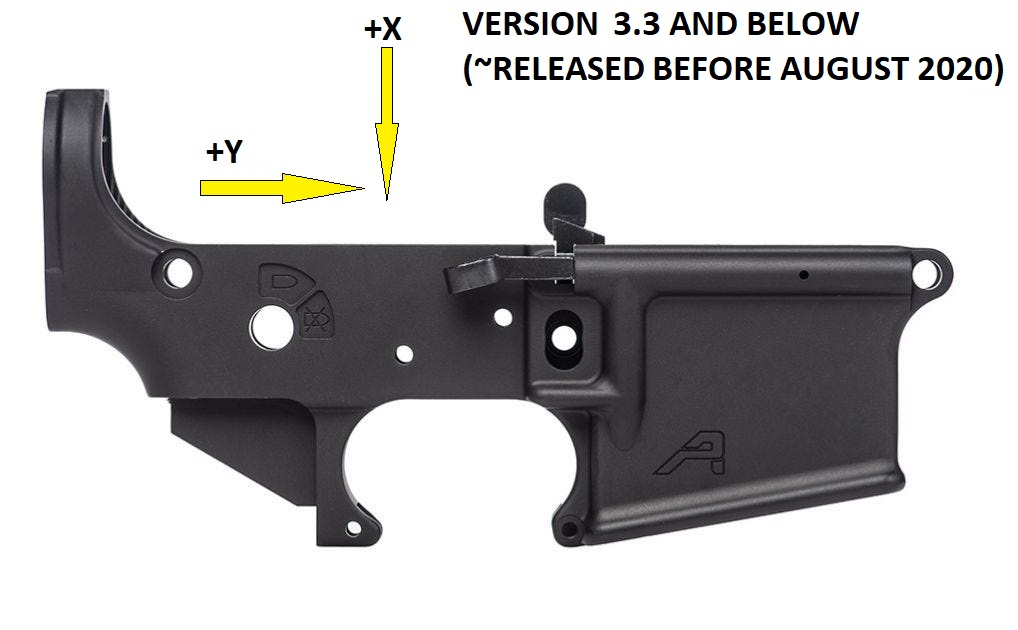 +X
VERSION  3.3 AND BELOW
(~RELEASED BEFORE AUGUST 2020)
+Y